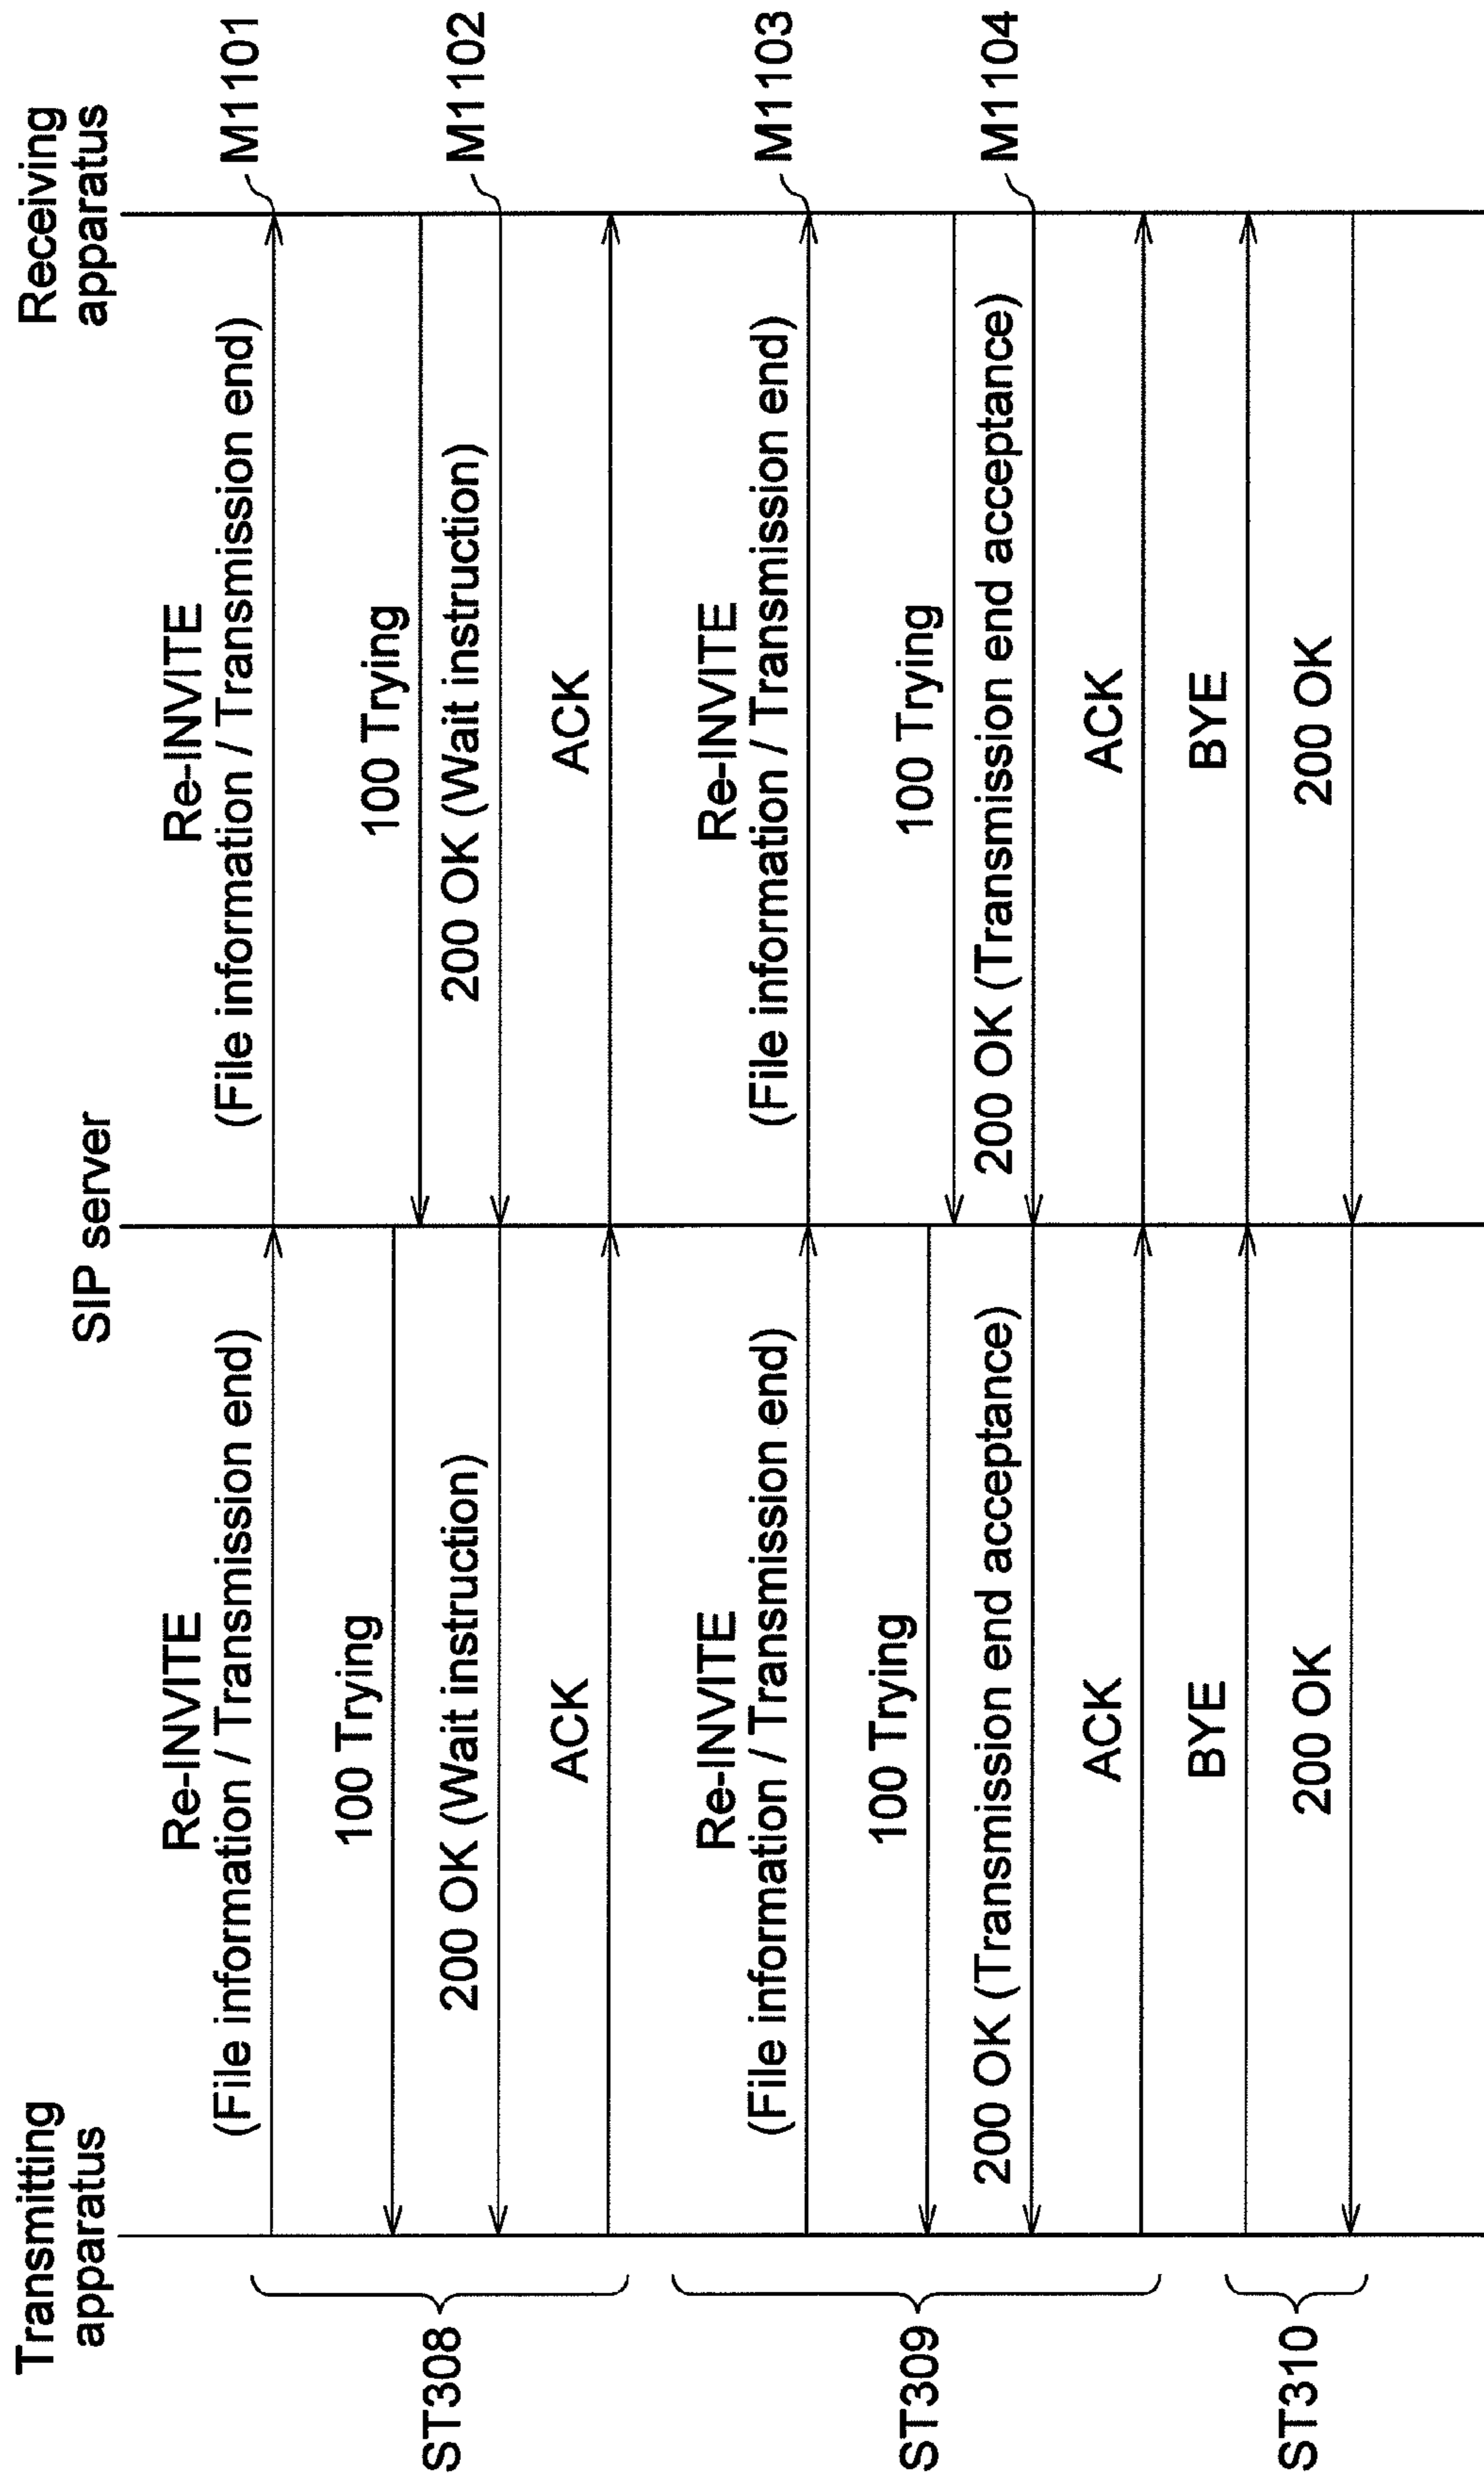 Transmitting
apparatus
SIP server
Receiving
apparatus
ST308
Re-INVITE
(File information / Transmission end)
Re-INVITE
(File information / Transmission end)
M1101
100 Trying
100 Trying
200 OK (Wait instruction)
200 OK (Wait instruction)
M1102
ACK
ACK
ST309
Re-INVITE
(File information / Transmission end)
Re-INVITE
(File information / Transmission end)
M1103
100 Trying
100 Trying
200 OK (Transmission end acceptance)
200 OK (Transmission end acceptance)
M1104
ACK
ACK
ST310
BYE
BYE
200 OK
200 OK